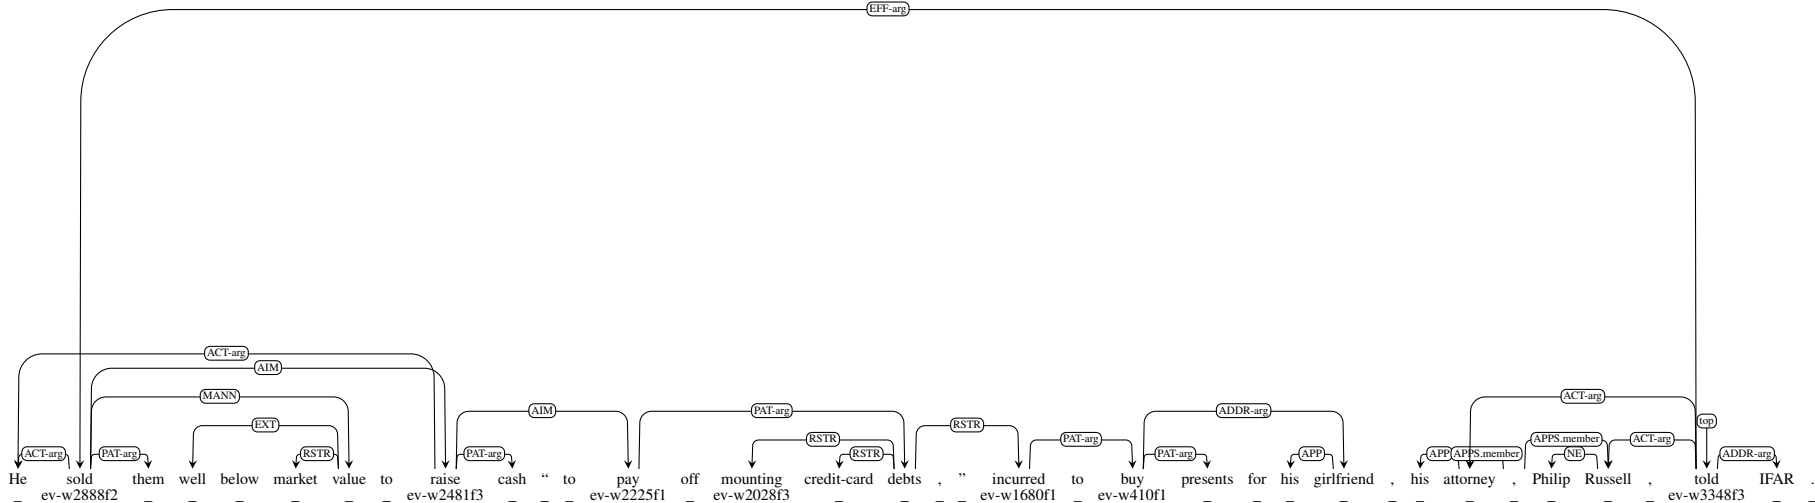 EFF-arg
ACT-arg
AIM
MANN ACT-arg
AIM PAT-arg ADDR-arg
EXT RSTR top
RSTR APPS.member ACT-arg
ACT-arg PAT-arg RSTR PAT-arg RSTR PAT-arg APP APP APPS.member NE ADDR-arg
PAT-arg
He sold them well below market value to raise cash “ to pay off mounting credit-card debts , ” incurred to buy presents for his girlfriend , his attorney , Philip Russell , told IFAR .
_ ev-w2888f2 _ _ _ _ _ _ ev-w2481f3 _ _ _ ev-w2225f1 _ ev-w2028f3 _ _ _ _ ev-w1680f1 _ ev-w410f1 _ _ _ _ _ _ _ _ _ _ _ ev-w3348f3 _ _